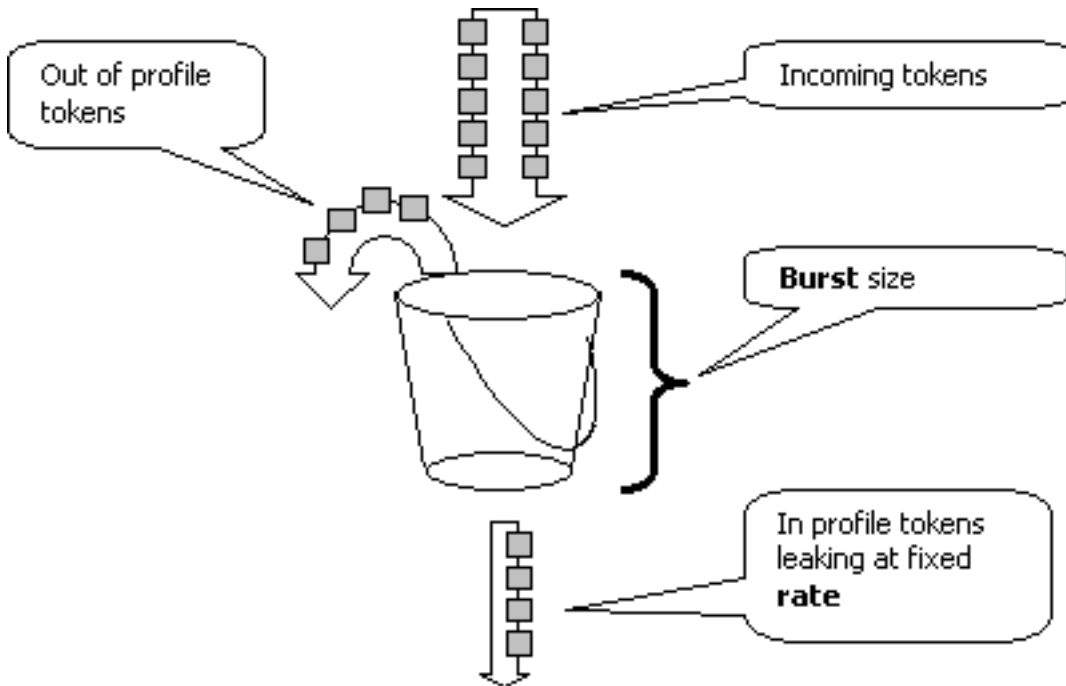 Out of profile
tokens
Incoming tokens
Burst size
In profile tokens
leaking at fixed
rate